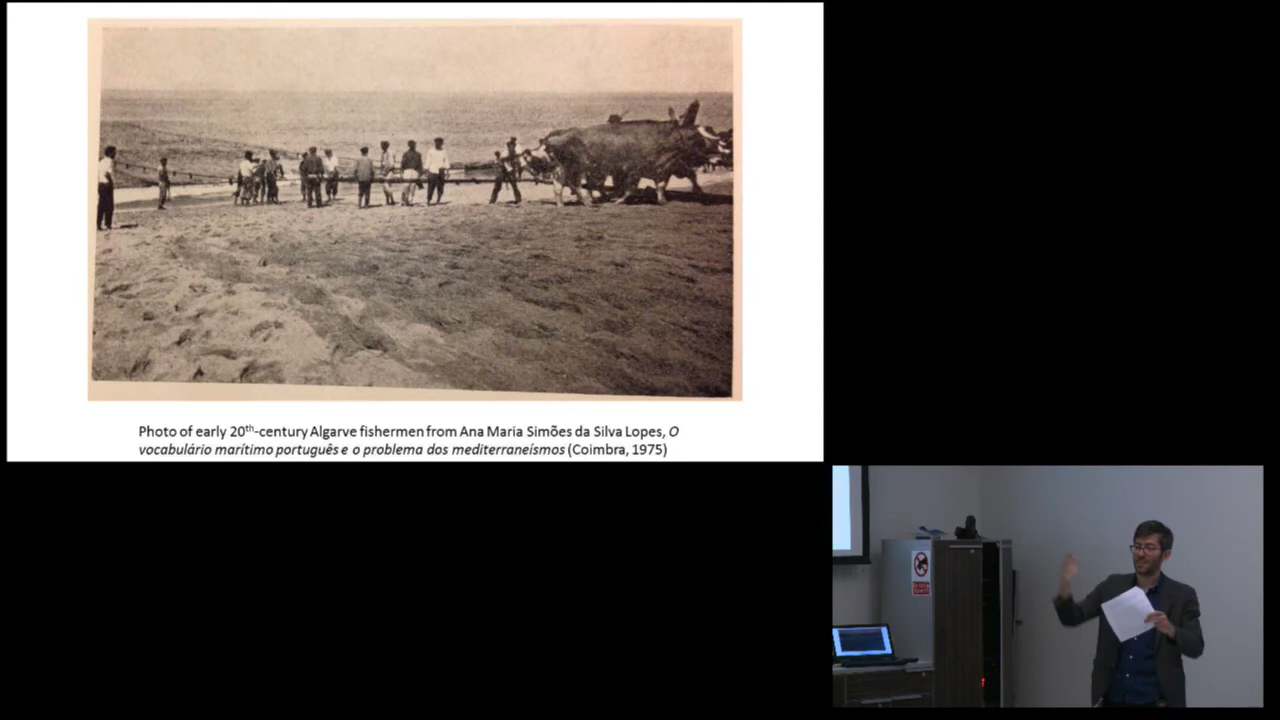 Photo of early 20th-century Algarve fishermen from Ana Maria Simões da Silva Lopes, O
vocabulário marítimo português e o problema dos mediterraneísmos (Coimbra, 1975)